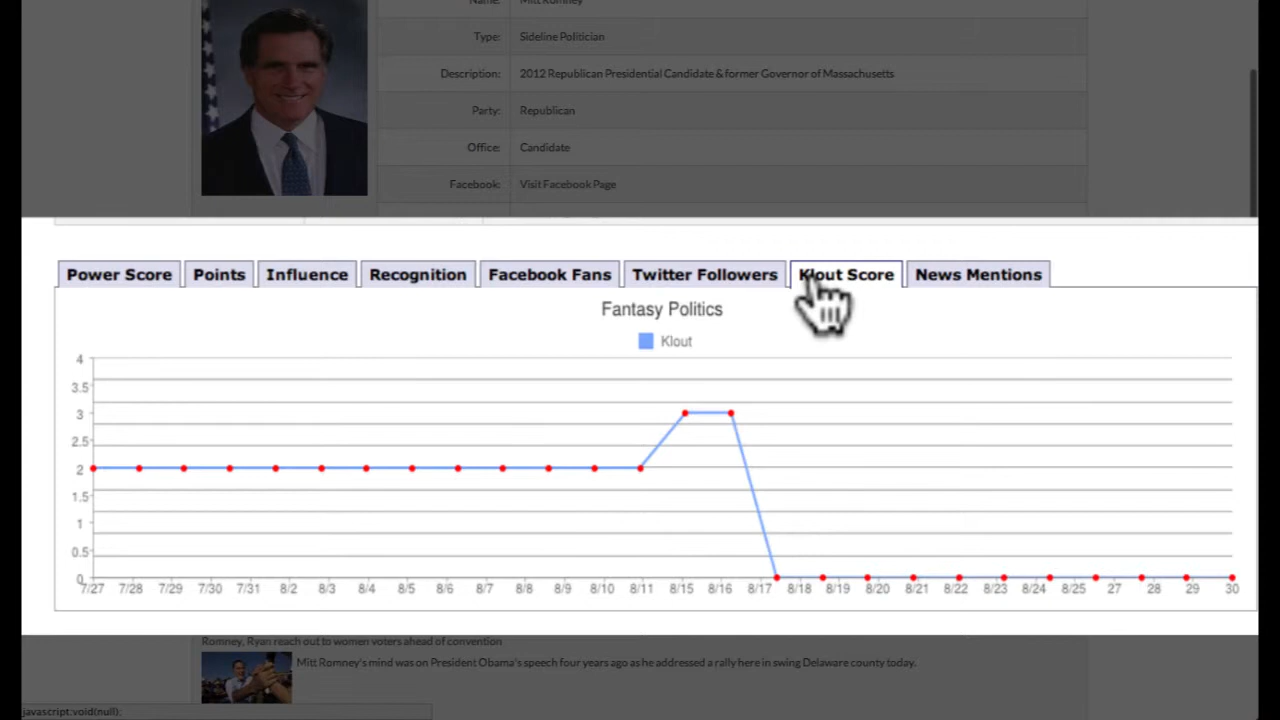 Name: Mitt Romney
Type: Sideline Politician
Description: 2012 Republican Presidential Candidate & former Governor of Massachusetts
Party: Republican
Office: Candidate
Facebook: Visit Facebook Page
Power Score Points Influence Recognition Facebook Fans Twitter Followers Klout Score News Mentions
Fantasy Politics
Klout
4
3.5
3
2.5
2
1.5
1
0.5
0
7/27 7/28 7/29 7/30 7/31 8/2 8/3 8/4 8/5 8/6 8/7 8/8 8/9 8/10 8/11 8/15 8/16 8/17 8/18 8/19 8/20 8/21 8/22 8/23 8/24 8/25 27 28 29 30
Romney, Ryan reach out to women voters ahead of convention
Mitt Romney's mind was on President Obama's speech four years ago as he addressed a rally here in swing Delaware county today.
javascript:void(null);